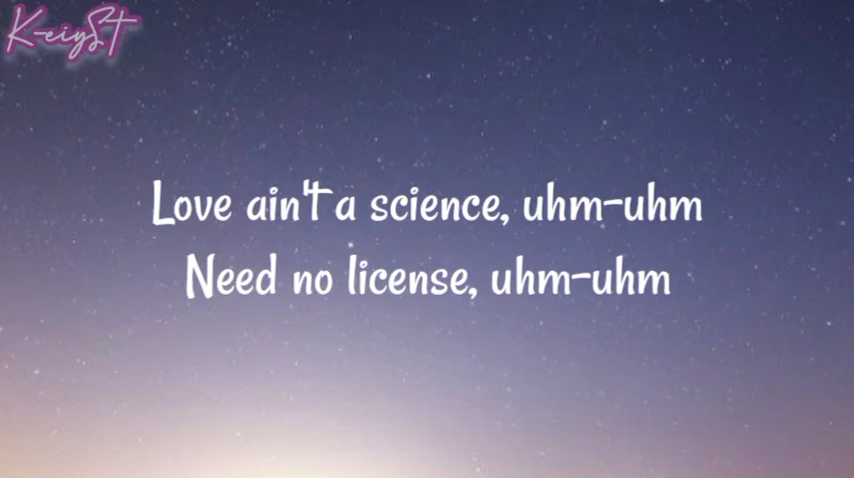 K-eiySt
Love ain't a science, uhm-uhm
Need no license, uhm-uhm